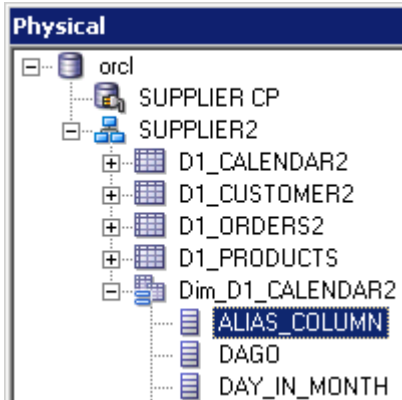 Physical
orcl
SUPPLIER CP
SUPPLIER2
D1_CALENDAR2
D1_CUSTOMER2
D1_ORDERS2
D1_PRODUCTS
Dim_D1_CALENDAR2
ALIAS_COLUMN
DAGO
DAY_IN_MONTH